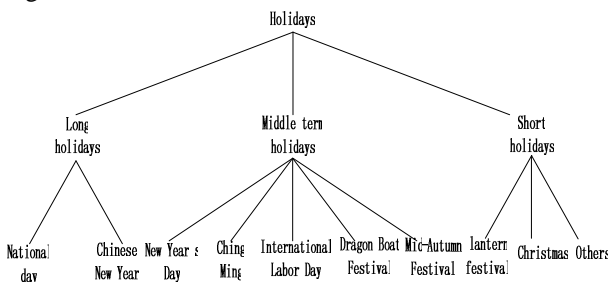 Holidays
Long
holidays
Middle term
holidays
Short
holidays
National
day
Chinese
New Year
New Year s
Day
Ching
Ming
International
Labor Day
Dragon Boat
Festival
Mid-Autumn
Festival
lantern
festival
Christmas
Others